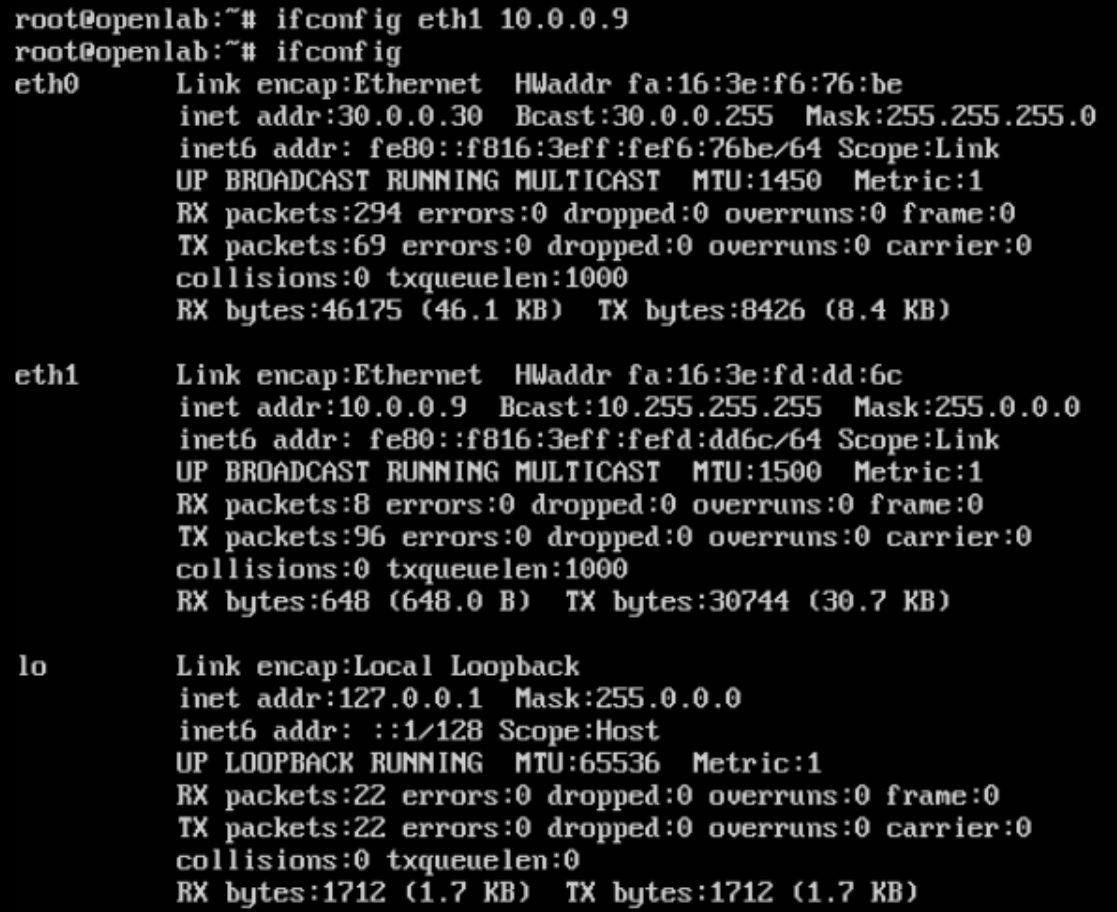 root@openlab:~# ifconfig eth1 10.0.0.9
root@openlab:~# ifconfig
eth0      Link encap:Ethernet  HWaddr fa:16:3e:f6:76:be
          inet addr:30.0.0.30  Bcast:30.0.0.255  Mask:255.255.255.0
          inet6 addr: fe80::f816:3eff:fef6:76be/64 Scope:Link
          UP BROADCAST RUNNING MULTICAST  MTU:1450  Metric:1
          RX packets:294 errors:0 dropped:0 overruns:0 frame:0
          TX packets:69 errors:0 dropped:0 overruns:0 carrier:0
          collisions:0 txqueuelen:1000
          RX bytes:46175 (46.1 KB)  TX bytes:8426 (8.4 KB)

eth1      Link encap:Ethernet  HWaddr fa:16:3e:fd:dd:6c
          inet addr:10.0.0.9  Bcast:10.255.255.255  Mask:255.0.0.0
          inet6 addr: fe80::f816:3eff:fefd:dd6c/64 Scope:Link
          UP BROADCAST RUNNING MULTICAST  MTU:1500  Metric:1
          RX packets:8 errors:0 dropped:0 overruns:0 frame:0
          TX packets:96 errors:0 dropped:0 overruns:0 carrier:0
          collisions:0 txqueuelen:1000
          RX bytes:648 (648.0 B)  TX bytes:30744 (30.7 KB)

lo        Link encap:Local Loopback
          inet addr:127.0.0.1  Mask:255.0.0.0
          inet6 addr: ::1/128 Scope:Host
          UP LOOPBACK RUNNING  MTU:65536  Metric:1
          RX packets:22 errors:0 dropped:0 overruns:0 frame:0
          TX packets:22 errors:0 dropped:0 overruns:0 carrier:0
          collisions:0 txqueuelen:0
          RX bytes:1712 (1.7 KB)  TX bytes:1712 (1.7 KB)